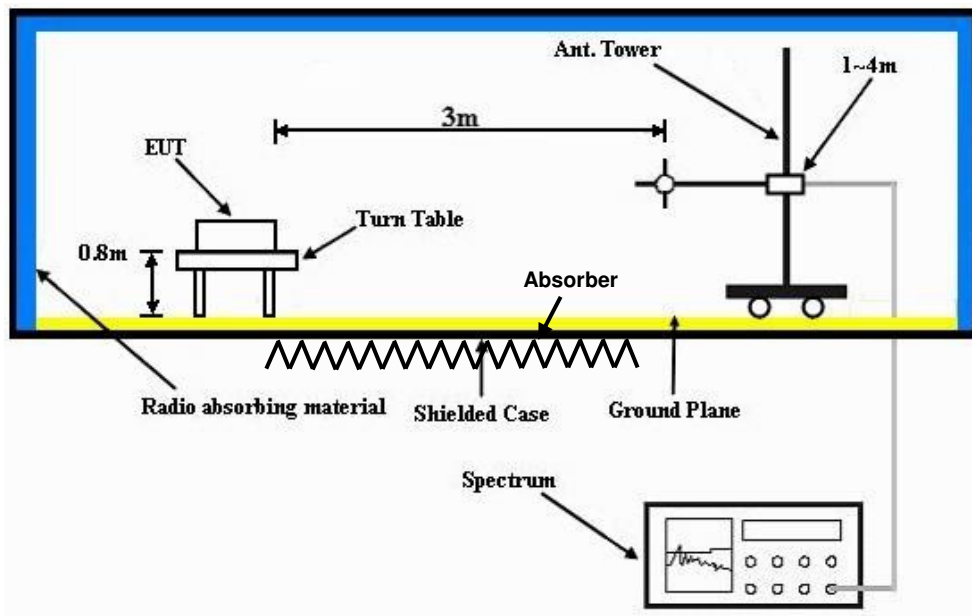 Ant. Tower
1~4m
3m
EUT
Turn Table
0.8m
Absorber
Radio absorbing material
Shielded Case
Ground Plane
Spectrum